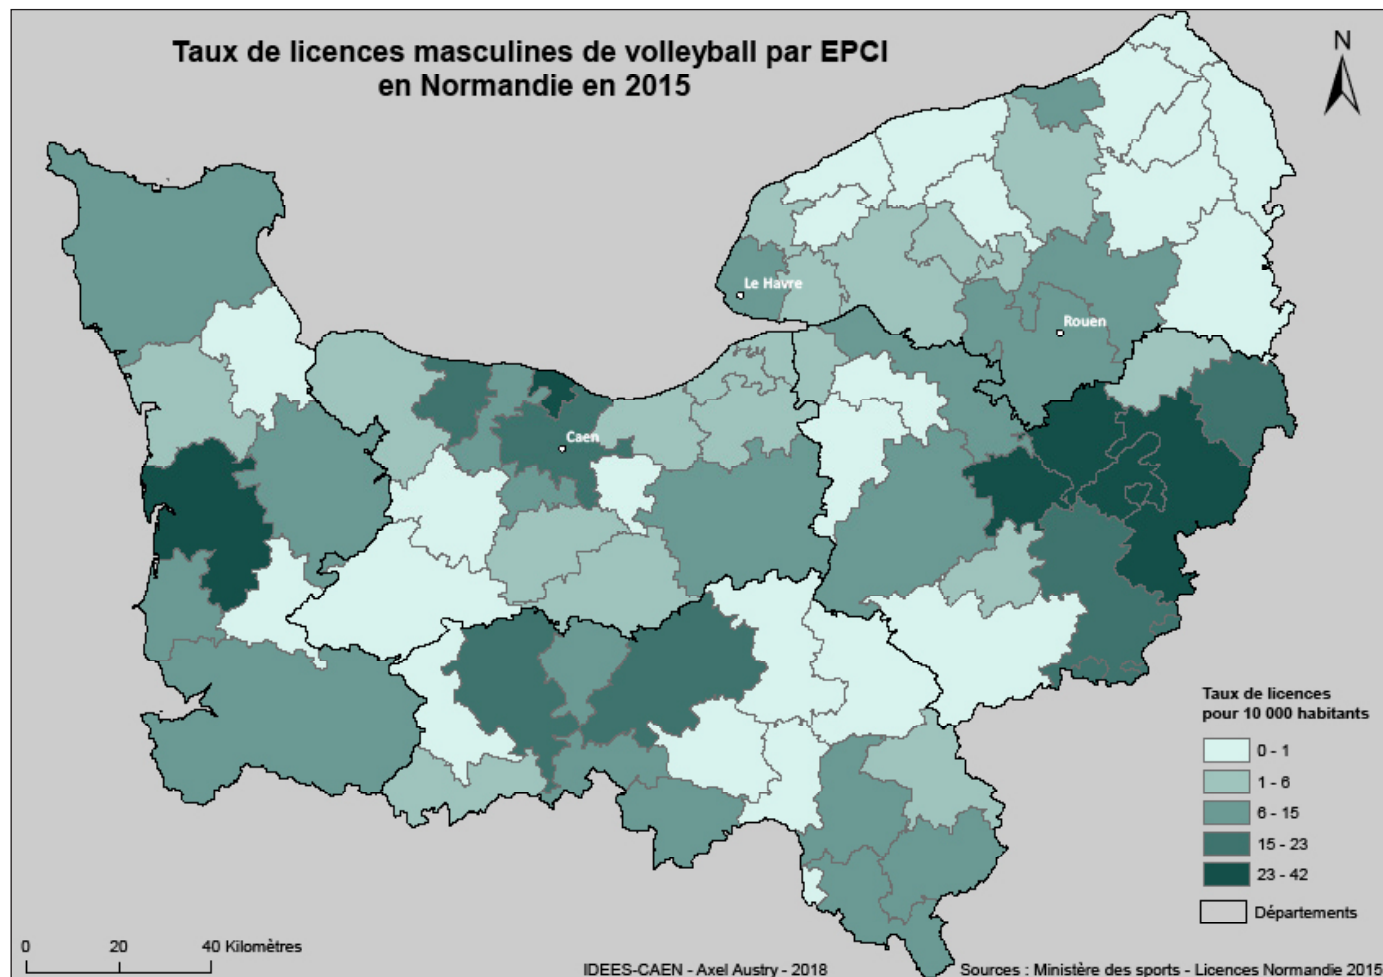 Taux de licences masculines de volleyball par EPCI
en Normandie en 2015
N
Le Havre
Rouen
Caen
Taux de licences
pour 10 000 habitants
0 - 1
1 - 6
6 - 15
15 - 23
23 - 42
Départements
0 20 40 Kilomètres
IDEES-CAEN - Axel Austry - 2018
Sources : Ministère des sports - Licences Normandie 2015